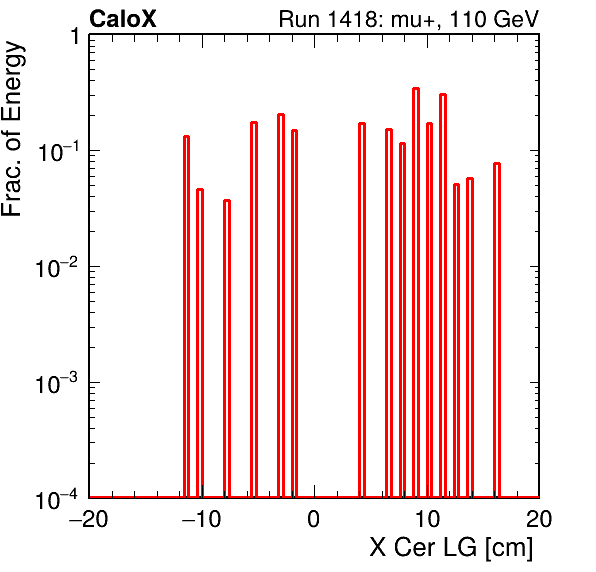 CaloX Run 1418: mu+, 110 GeV
Frac. of Energy
1
10⁻¹
10⁻²
10⁻³
10⁻⁴
−20 −10 0 10 20
X Cer LG [cm]